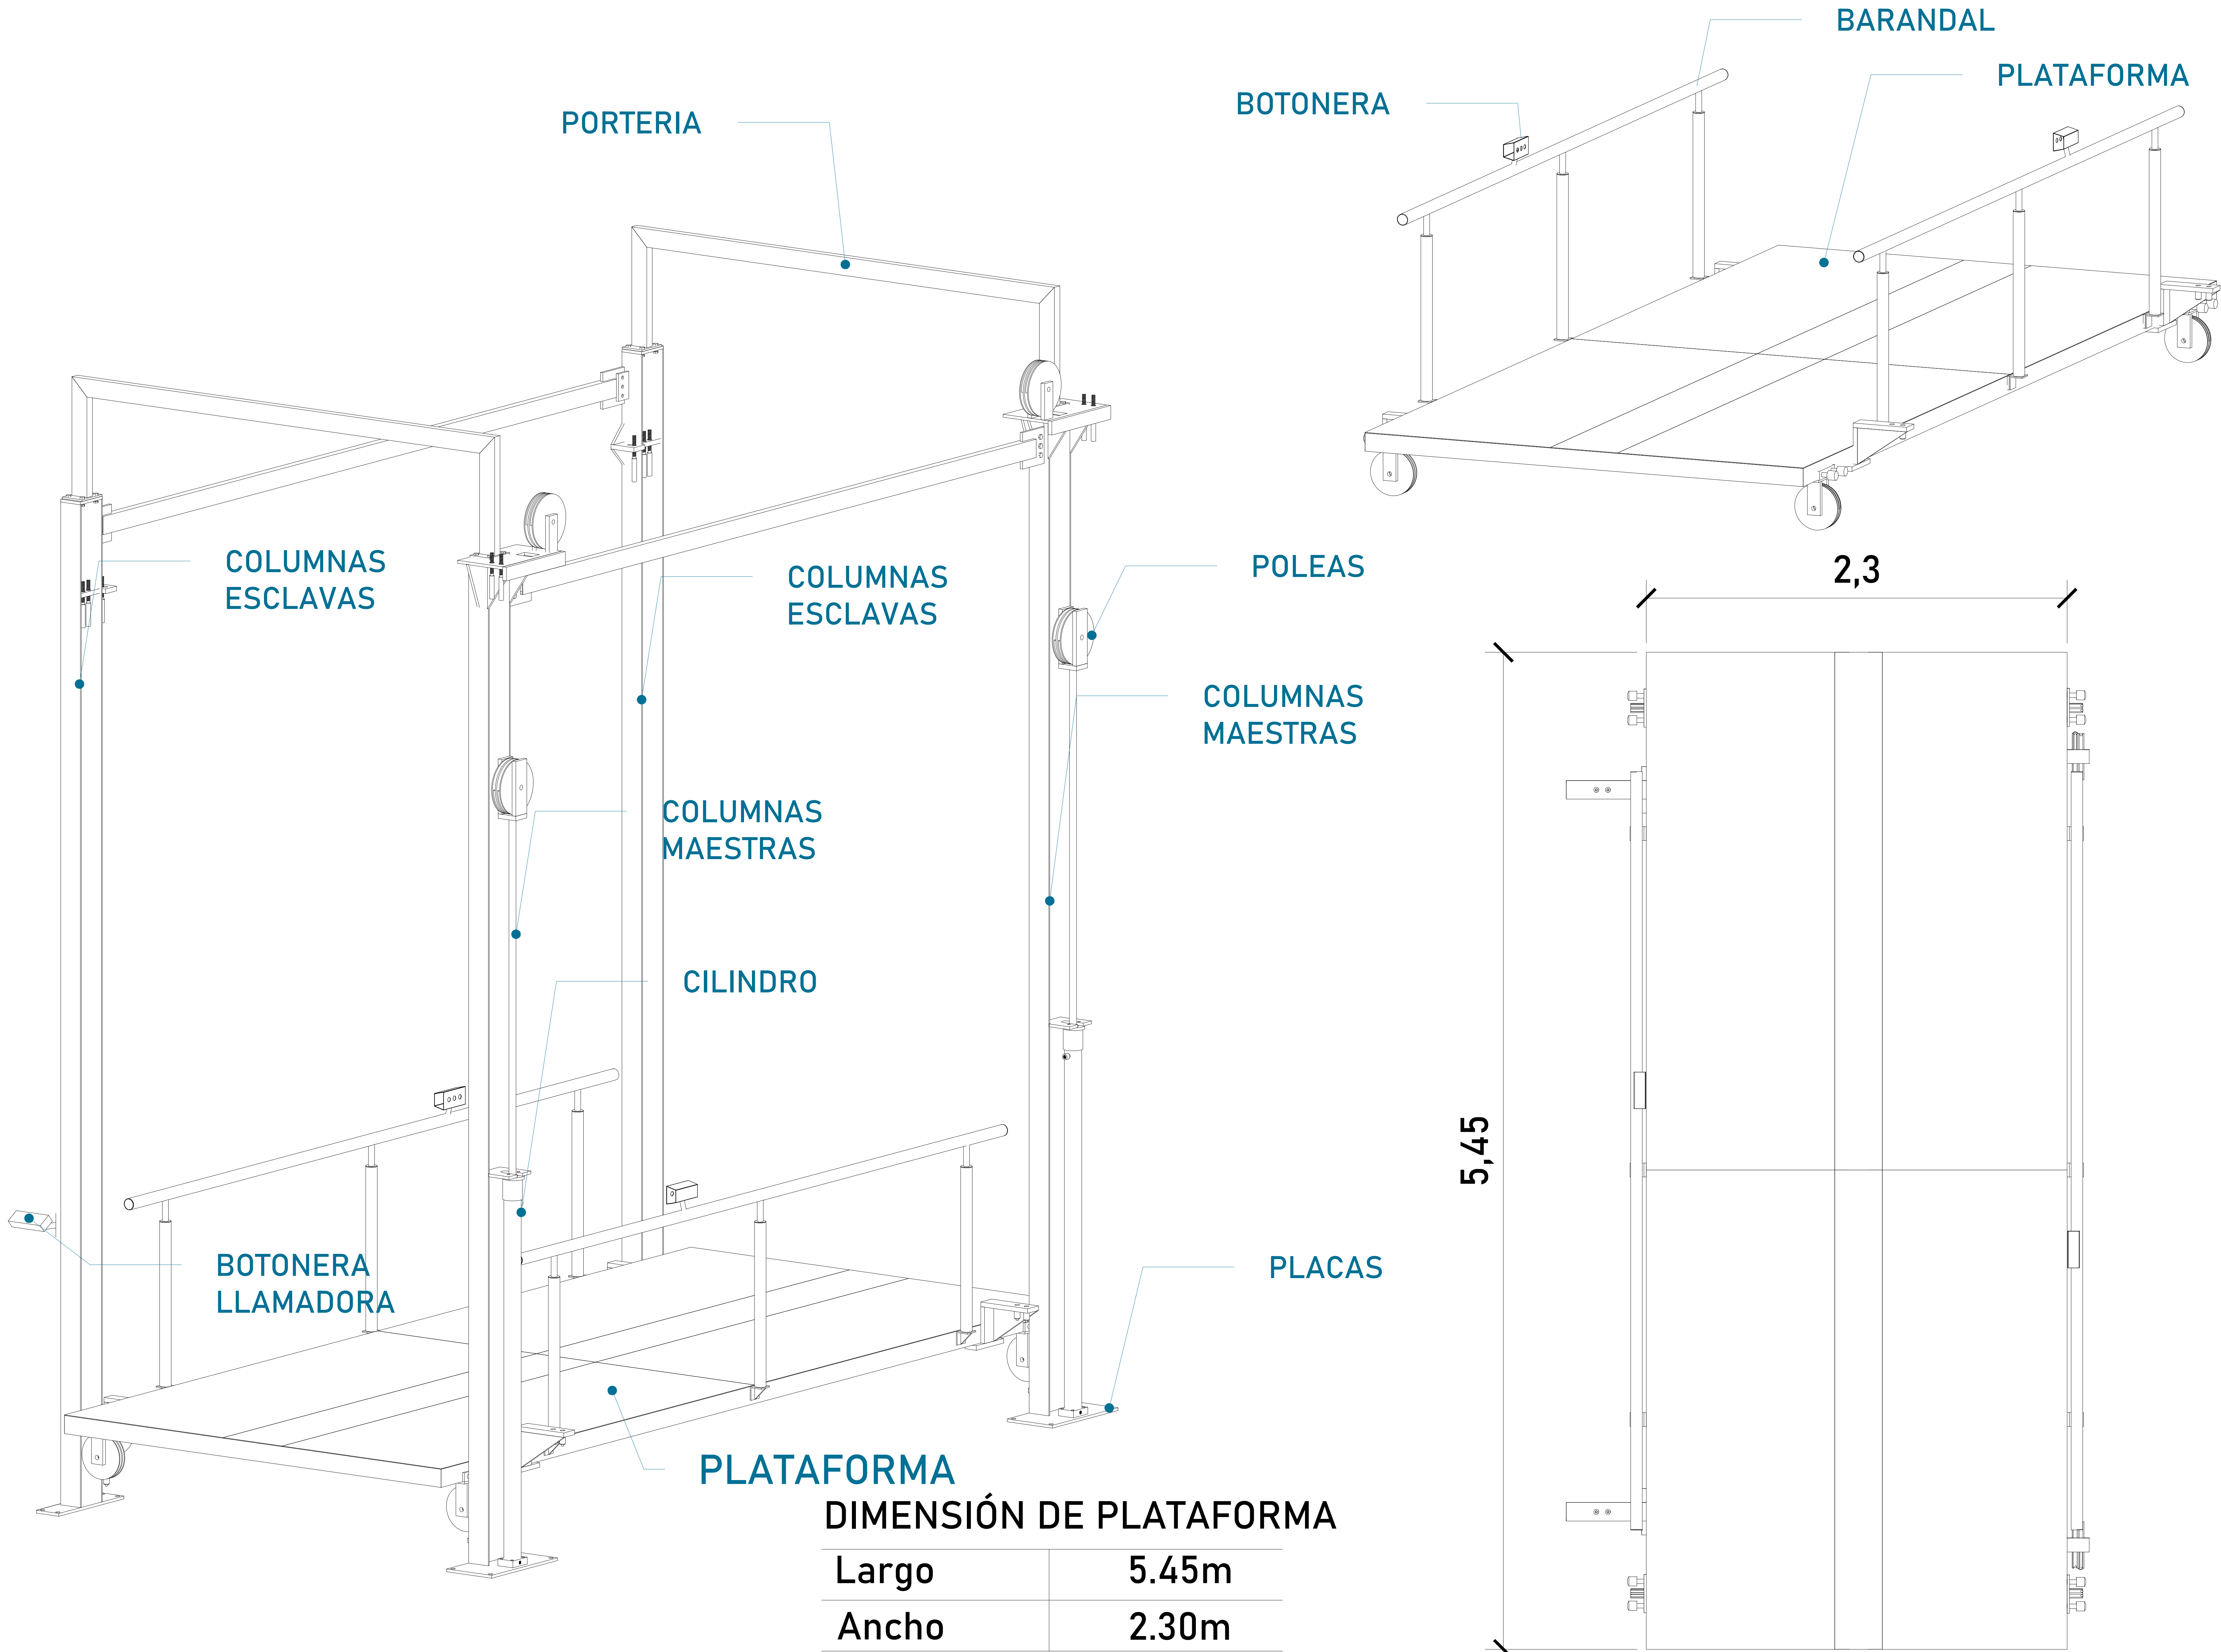 BARANDAL
PLATAFORMA
BOTONERA
PORTERIA
COLUMNAS
ESCLAVAS
COLUMNAS
ESCLAVAS
POLEAS
2,3
COLUMNAS
MAESTRAS
COLUMNAS
MAESTRAS
CILINDRO
5,45
BOTONERA
LLAMADORA
PLACAS
PLATAFORMA
DIMENSIÓN DE PLATAFORMA
Largo 5.45m
Ancho 2.30m